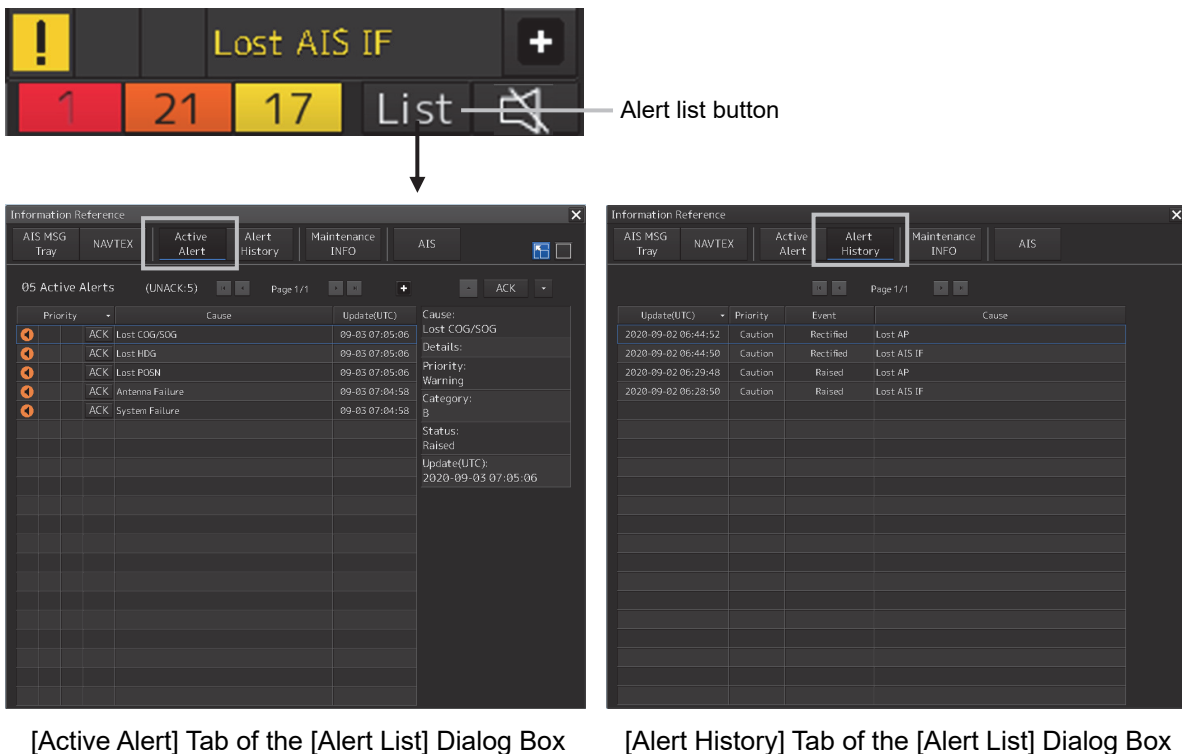 Lost AIS IF
1 21 17 List
Alert list button
Information Reference
AIS MSG Tray NAVTEX Active Alert Alert History Maintenance INFO AIS
05 Active Alerts (UNACK:5) Page 1/1 ACK
Priority Cause Update(UTC)
ACK Lost COG/SOG 09-03 07:05:06
ACK Lost HDG 09-03 07:05:06
ACK Lost POSN 09-03 07:05:06
ACK Antenna Failure 09-03 07:04:58
ACK System Failure 09-03 07:04:58
Cause:
Lost COG/SOG
Details:
Priority:
Warning
Category:
B
Status:
Raised
Update(UTC):
2020-09-03 07:05:06
[Active Alert] Tab of the [Alert List] Dialog Box
Information Reference
AIS MSG Tray NAVTEX Active Alert Alert History Maintenance INFO AIS
Page 1/1
Update(UTC) Priority Event Cause
2020-09-02 06:44:52 Caution Rectified Lost AP
2020-09-02 06:44:50 Caution Rectified Lost AIS IF
2020-09-02 06:29:48 Caution Raised Lost AP
2020-09-02 06:28:50 Caution Raised Lost AIS IF
[Alert History] Tab of the [Alert List] Dialog Box